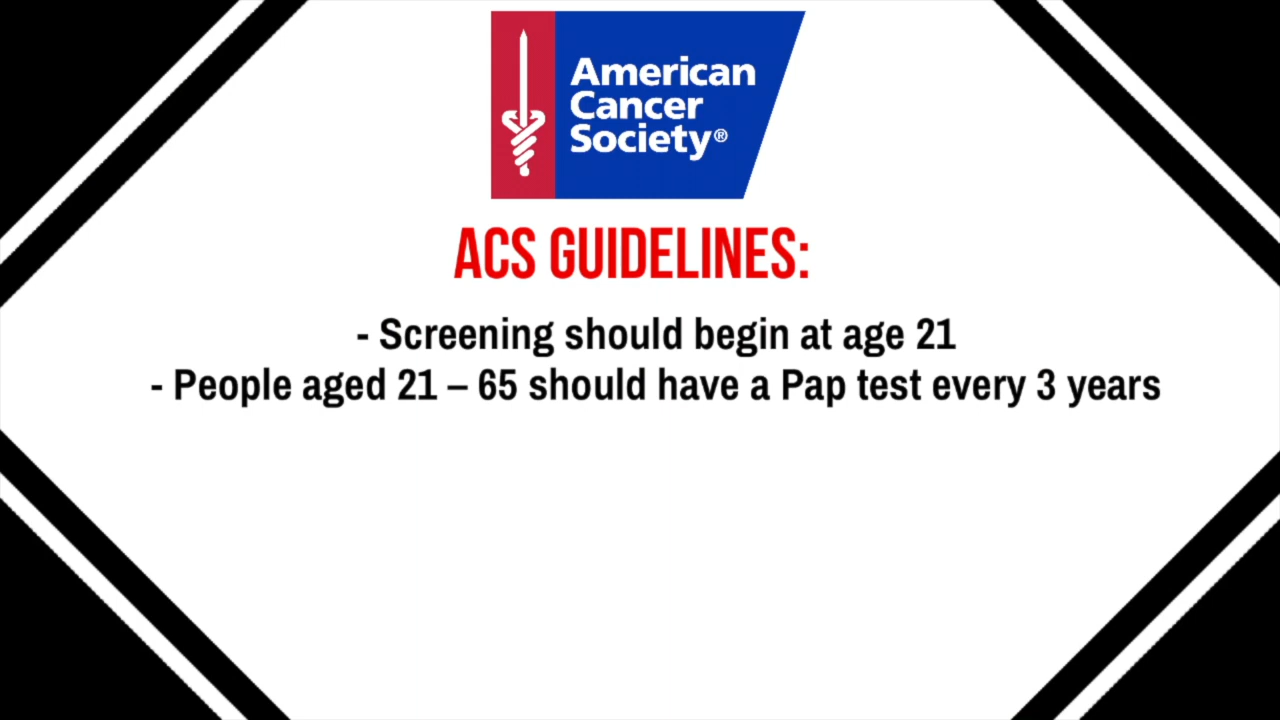 American
Cancer
Society®
ACS GUIDELINES:
- Screening should begin at age 21
- People aged 21 – 65 should have a Pap test every 3 years